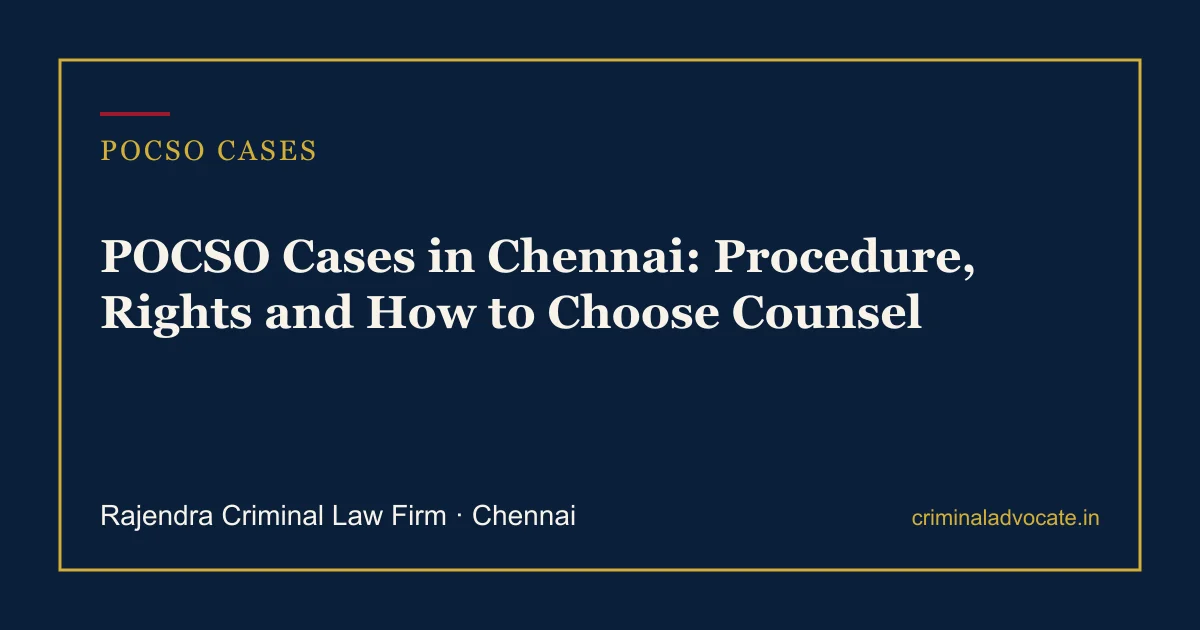 POCSO CASES
POCSO Cases in Chennai: Procedure,
Rights and How to Choose Counsel
Rajendra Criminal Law Firm · Chennai
criminaladvocate.in